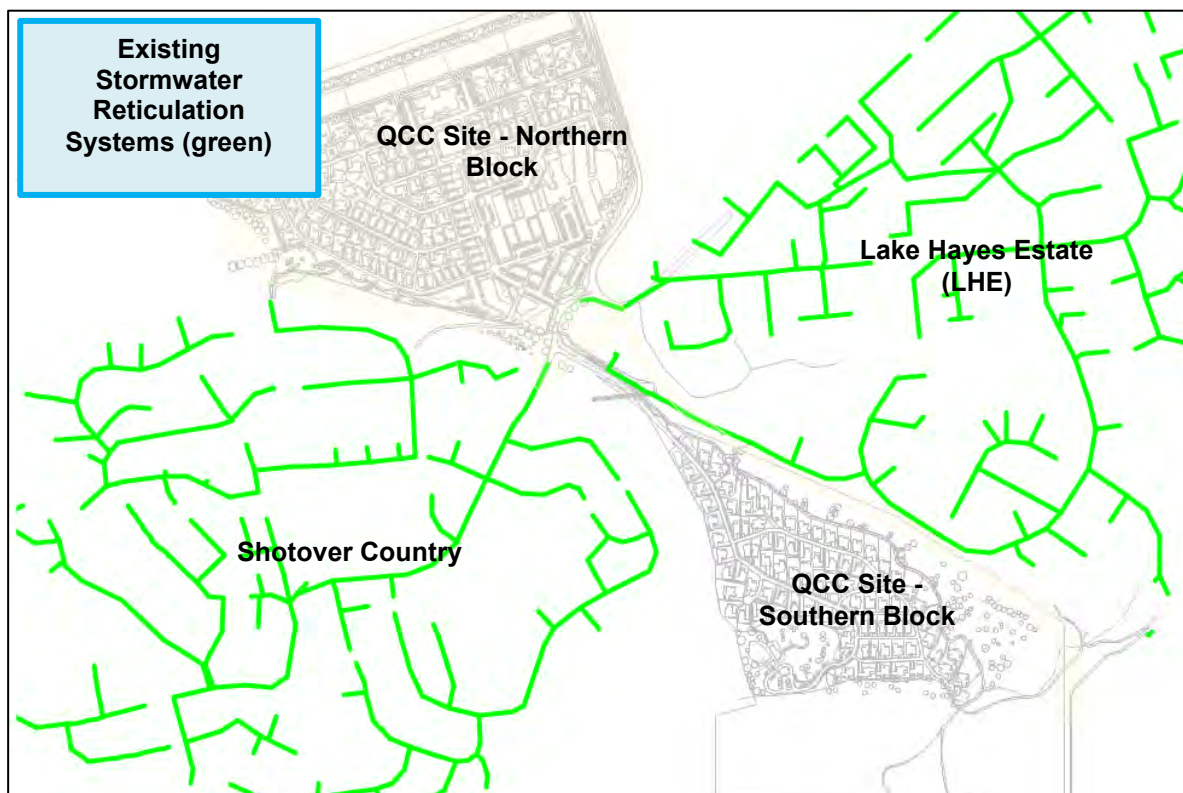 Existing
Stormwater
Reticulation
Systems (green)
QCC Site - Northern
Block
Lake Hayes Estate
(LHE)
Shotover Country
QCC Site -
Southern Block